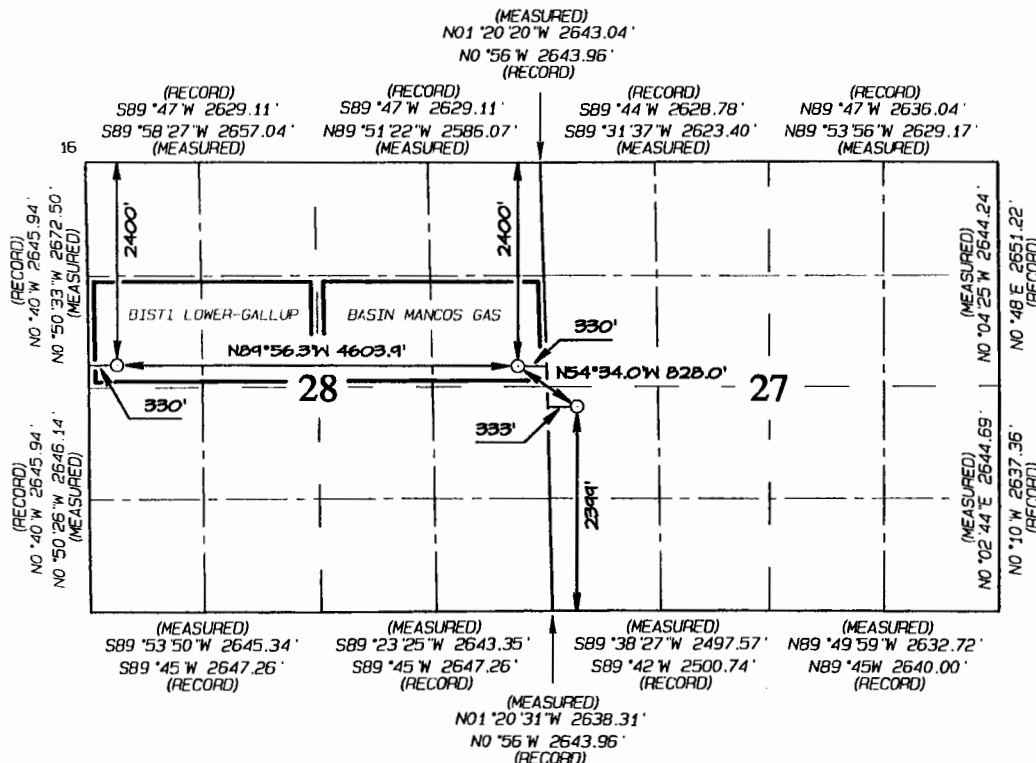 (MEASURED)
N01°20'20"W 2643.04'
N0°56'W 2643.96'
(RECORD)
(RECORD)
S89°47'W 2629.11'
S89°58'27"W 2657.04'
(MEASURED)
(RECORD)
S89°47'W 2629.11'
N89°51'22"W 2586.07'
(MEASURED)
(RECORD)
S89°44'W 2628.78'
S89°31'37"W 2623.40'
(MEASURED)
(RECORD)
N89°47'W 2636.04'
N89°53'56"W 2629.17'
(MEASURED)
16
(RECORD)
N0°40'W 2645.94'
N0°50'33"W 2672.50'
(MEASURED)
2400'
2400'
(MEASURED)
N0°04'25"W 2644.24'
N0°48'E 2651.22'
(RECORD)
BISTI LOWER-GALLUP
BASIN MANCOS GAS
330'
N89°56.3'W 4603.9'
N54°34.0'W 828.0'
28
27
330'
333'
2399'
(RECORD)
N0°40'W 2645.94'
N0°50'26"W 2646.14'
(MEASURED)
(MEASURED)
N0°02'44"E 2644.69'
N0°10'W 2637.36'
(RECORD)
(MEASURED)
S89°53'50"W 2645.34'
S89°45'W 2647.26'
(RECORD)
(MEASURED)
S89°23'25"W 2643.35'
S89°45'W 2647.26'
(RECORD)
(MEASURED)
S89°38'27"W 2497.57'
S89°42'W 2500.74'
(RECORD)
(MEASURED)
N89°49'59"W 2632.72'
N89°45W 2640.00'
(RECORD)
(MEASURED)
N01°20'31"W 2638.31'
N0°56'W 2643.96'
(RECORD)